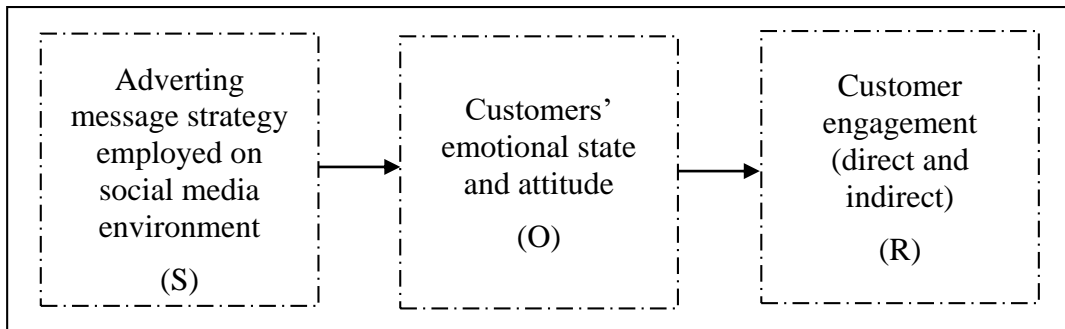 Adverting
message strategy
employed on
social media
environment
(S)
Customers’
emotional state
and attitude
(O)
Customer
engagement
(direct and
indirect)
(R)